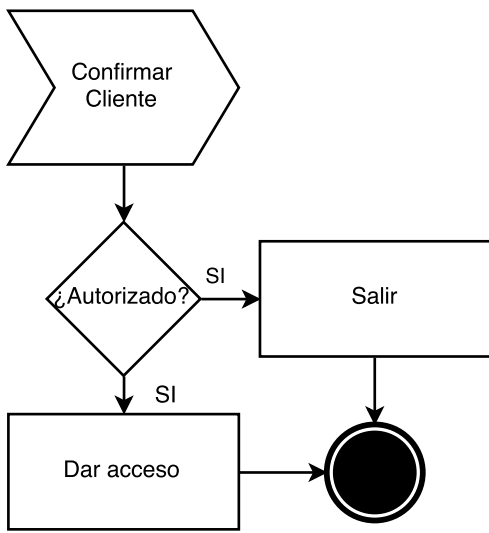 Confirmar
Cliente
¿Autorizado?
SI
Salir
SI
Dar acceso